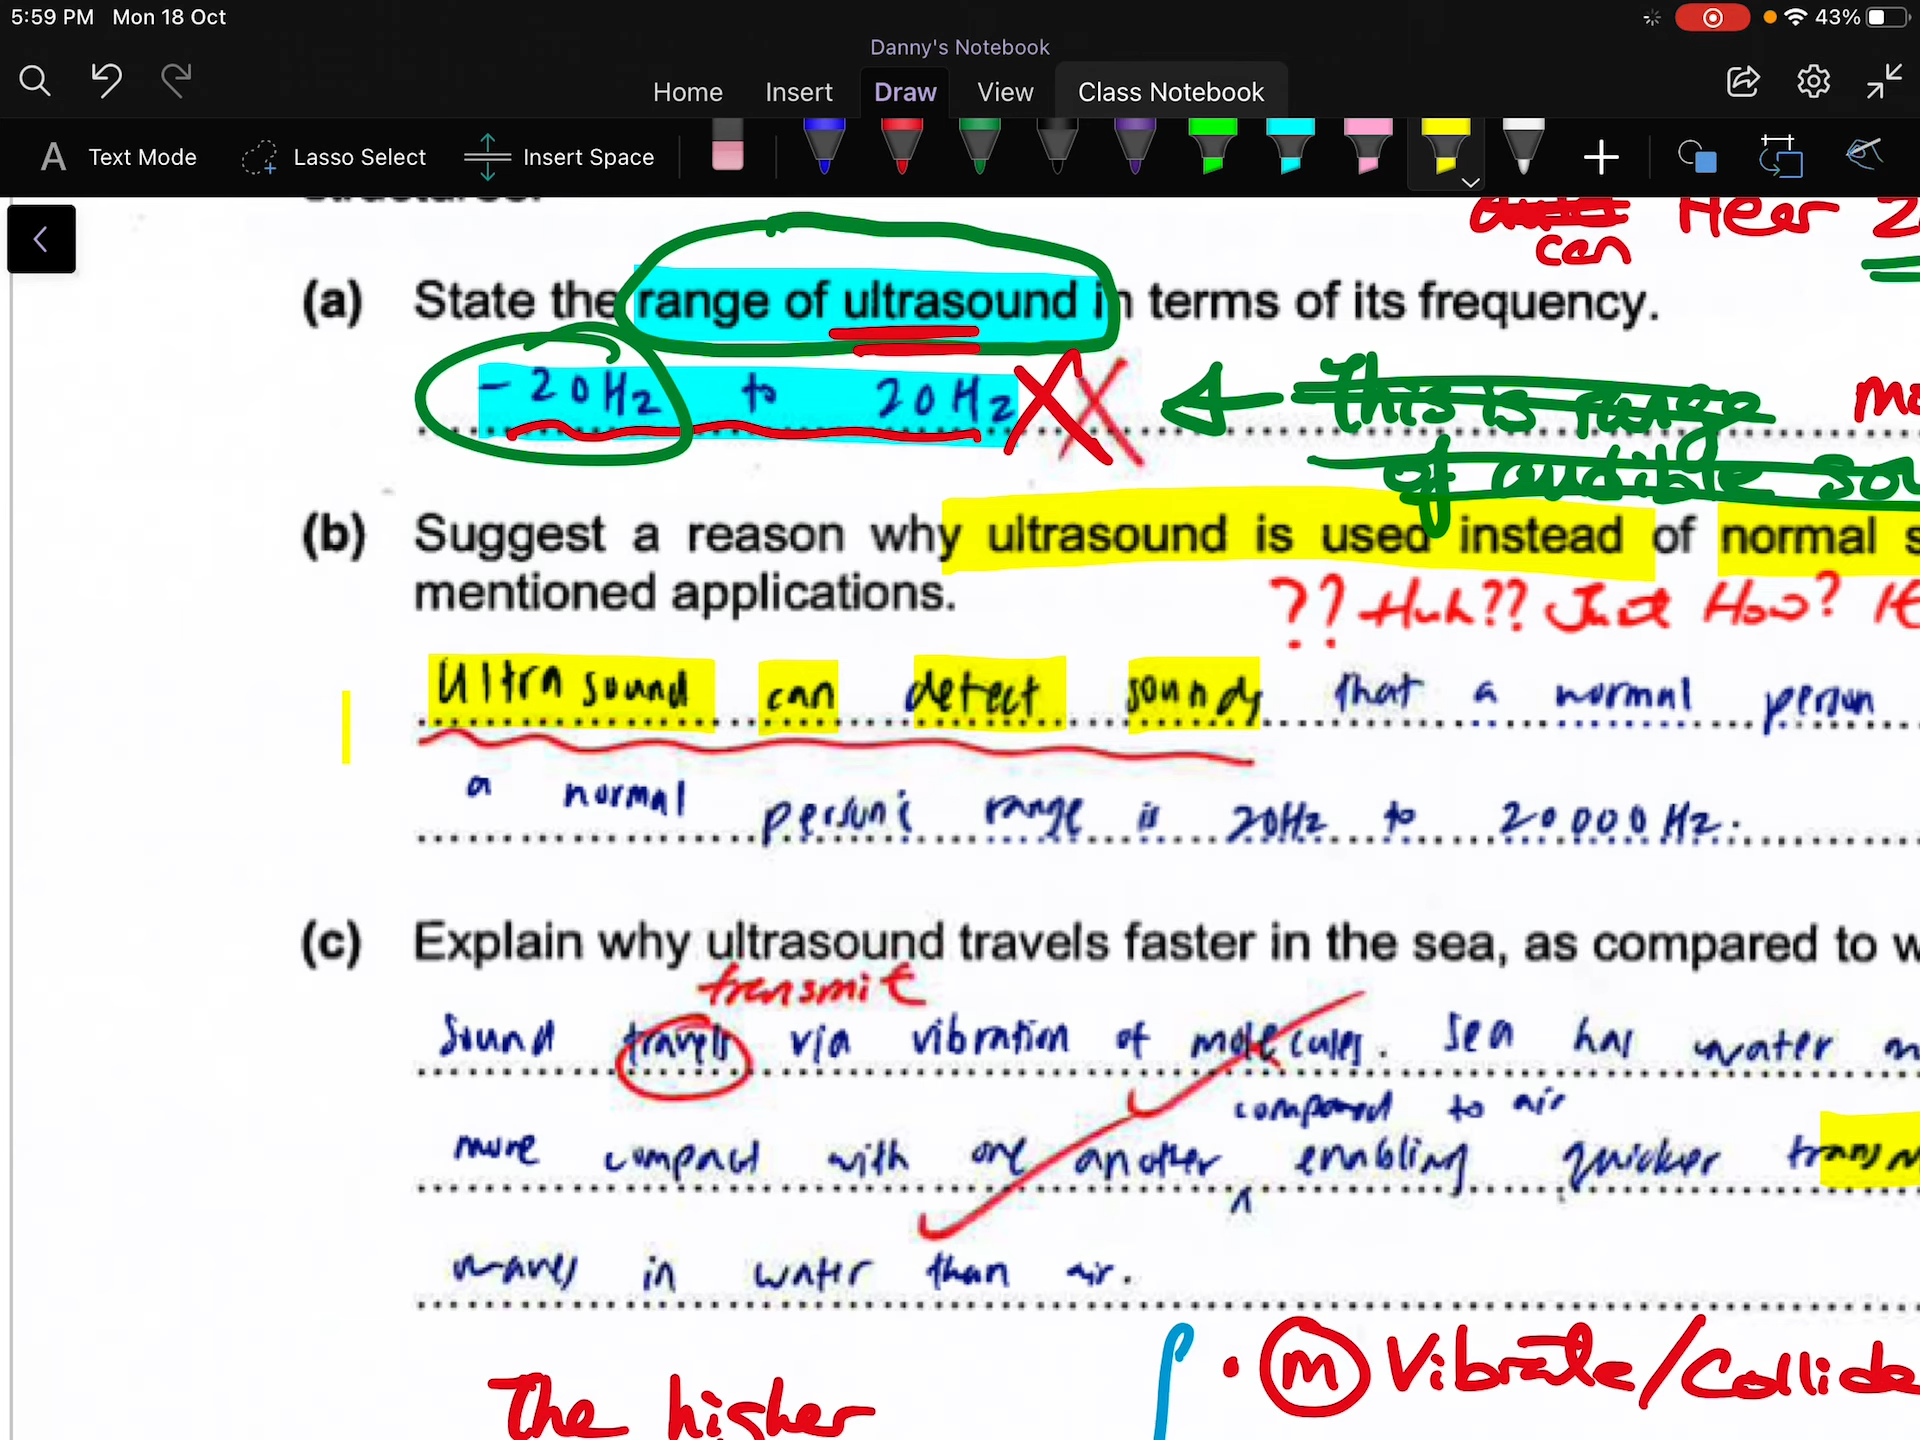 5:59 PM Mon 18 Oct
43%
Danny's Notebook
Home Insert Draw View Class Notebook
A Text Mode Lasso Select Insert Space
can Hear
(a) State the range of ultrasound in terms of its frequency.
- 20Hz to 20Hz
This is range
of audible
(b) Suggest a reason why ultrasound is used instead of normal s
mentioned applications.
?? Huh?? Just How?
Ultra sound can detect sounds that a normal person
a normal person's range is 20Hz to 20000Hz.
(c) Explain why ultrasound travels faster in the sea, as compared to w
transmit
Sound travels via vibration of molecules. Sea has water m
compared to air
more compact with one another ^ enabling quicker transm
waves in water than air.
• m Vibrate/Collide
The higher